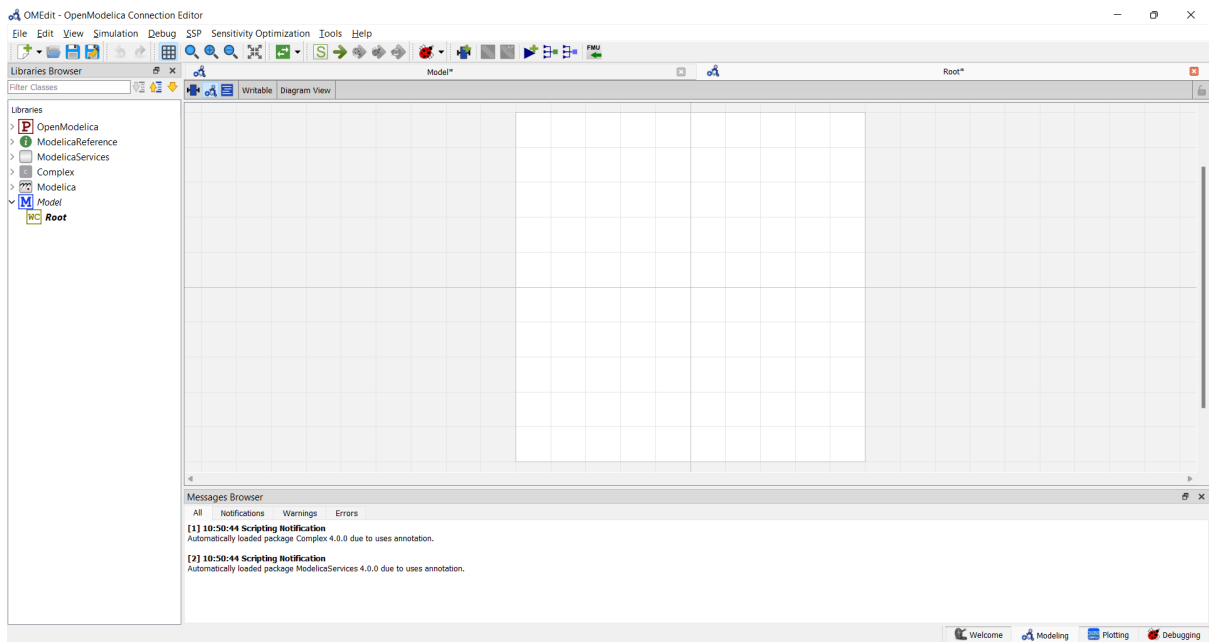 OMEdit - OpenModelica Connection Editor
File Edit View Simulation Debug SSP Sensitivity Optimization Tools Help
S FMU
Libraries Browser
Model*
Root*
Filter Classes
Writable Diagram View
Libraries
P OpenModelica
i ModelicaReference
ModelicaServices
C Complex
Modelica
M Model
WC Root
Messages Browser
All Notifications Warnings Errors
[1] 10:50:44 Scripting Notification
Automatically loaded package Complex 4.0.0 due to uses annotation.
[2] 10:50:44 Scripting Notification
Automatically loaded package ModelicaServices 4.0.0 due to uses annotation.
Welcome Modeling Plotting Debugging